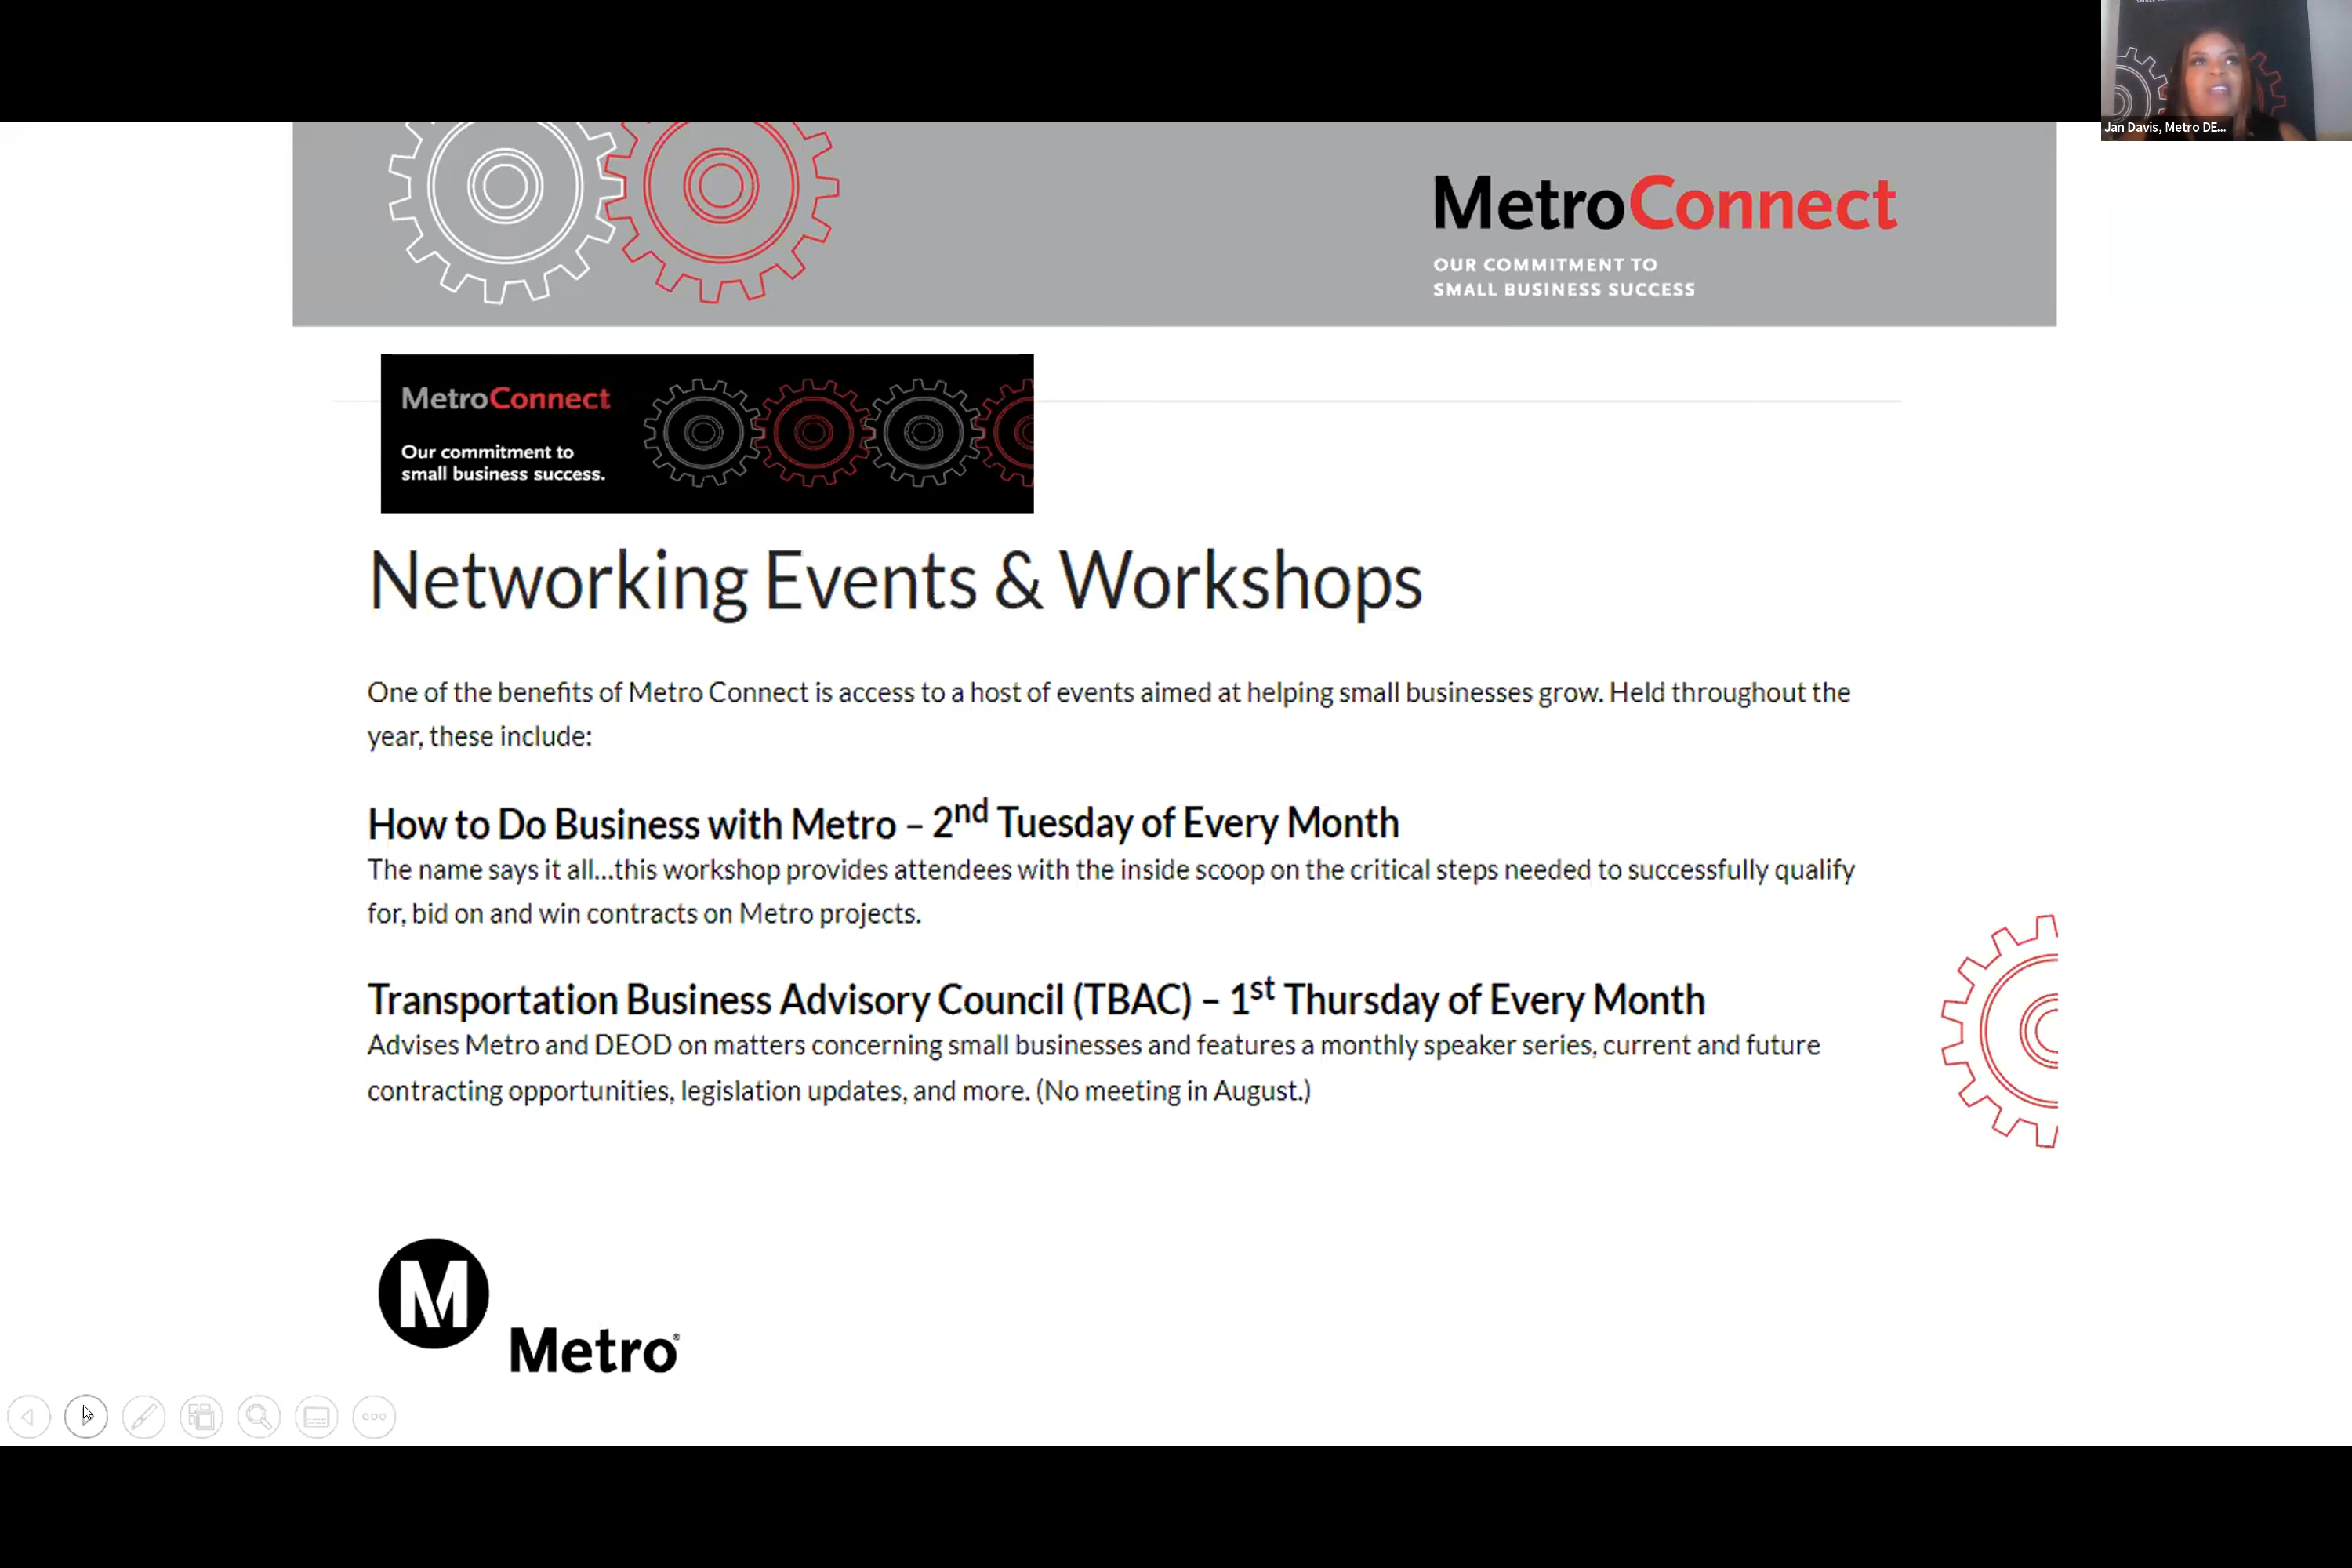 Jan Davis, Metro DE...
MetroConnect
OUR COMMITMENT TO
SMALL BUSINESS SUCCESS
MetroConnect
Our commitment to
small business success.
Networking Events & Workshops
One of the benefits of Metro Connect is access to a host of events aimed at helping small businesses grow. Held throughout the
year, these include:
How to Do Business with Metro – 2nd Tuesday of Every Month
The name says it all...this workshop provides attendees with the inside scoop on the critical steps needed to successfully qualify
for, bid on and win contracts on Metro projects.
Transportation Business Advisory Council (TBAC) – 1st Thursday of Every Month
Advises Metro and DEOD on matters concerning small businesses and features a monthly speaker series, current and future
contracting opportunities, legislation updates, and more. (No meeting in August.)
M
Metro®